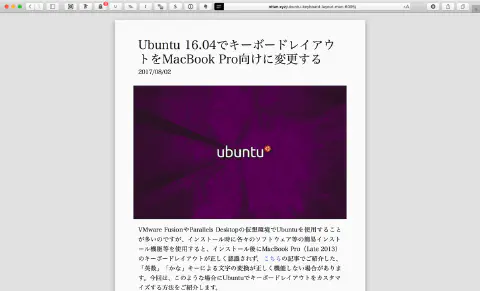 Ubuntu 16.04でキーボードレイアウ
トをMacBook Pro向けに変更する
2017/08/02
ubuntu
VMware FusionやParallels Desktopの仮想環境でUbuntuを使用すること
が多いのですが、インストール時に各々のソフトウェア等の簡易インスト
ール機能等を使用すると、インストール後にMacBook Pro（Late 2013）
のキーボードレイアウトが正しく認識されず、こちらの記事でご紹介した、
「英数」「かな」キーによる文字の変換が正しく機能しない場合がありま
す。今回は、このような場合にUbuntuでキーボードレイアウトをカスタマ
イズする方法をご紹介します。